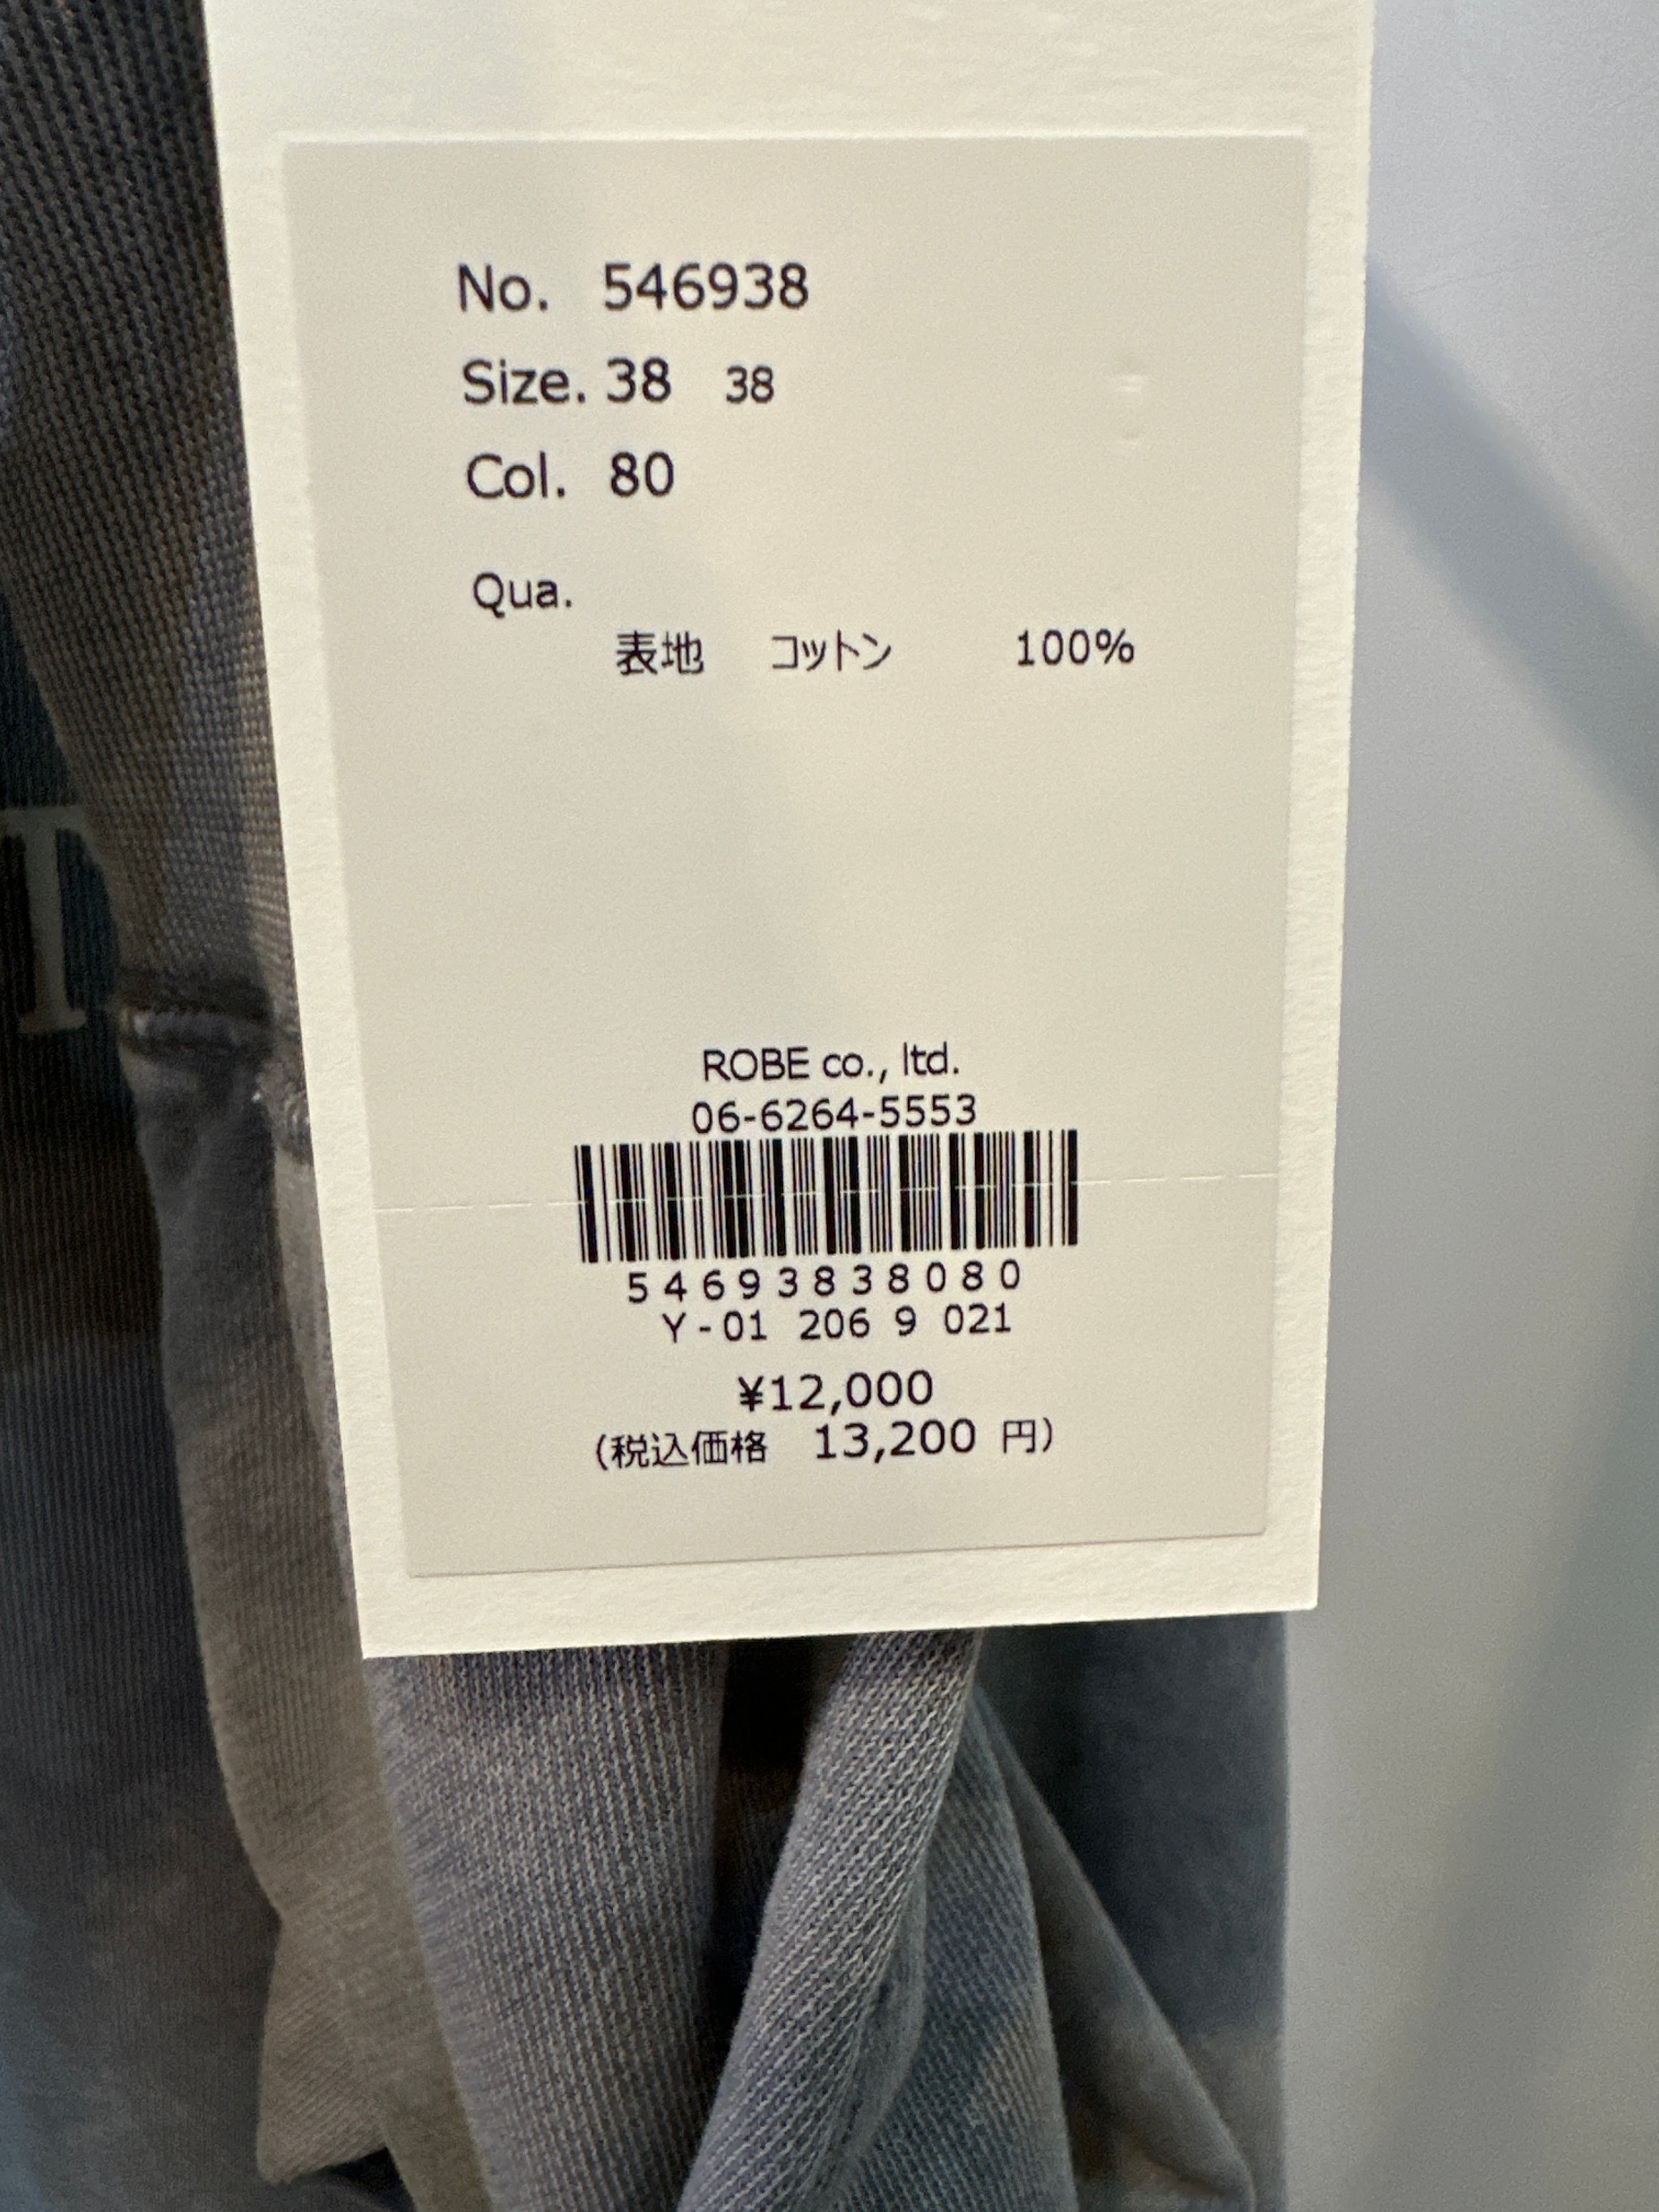 No. 546938
Size. 38 38
Col. 80
Qua.
表地 コットン 100%
ROBE co., ltd.
06-6264-5553
54693838080
Y-01 206 9 021
¥12,000
(税込価格 13,200 円)
T